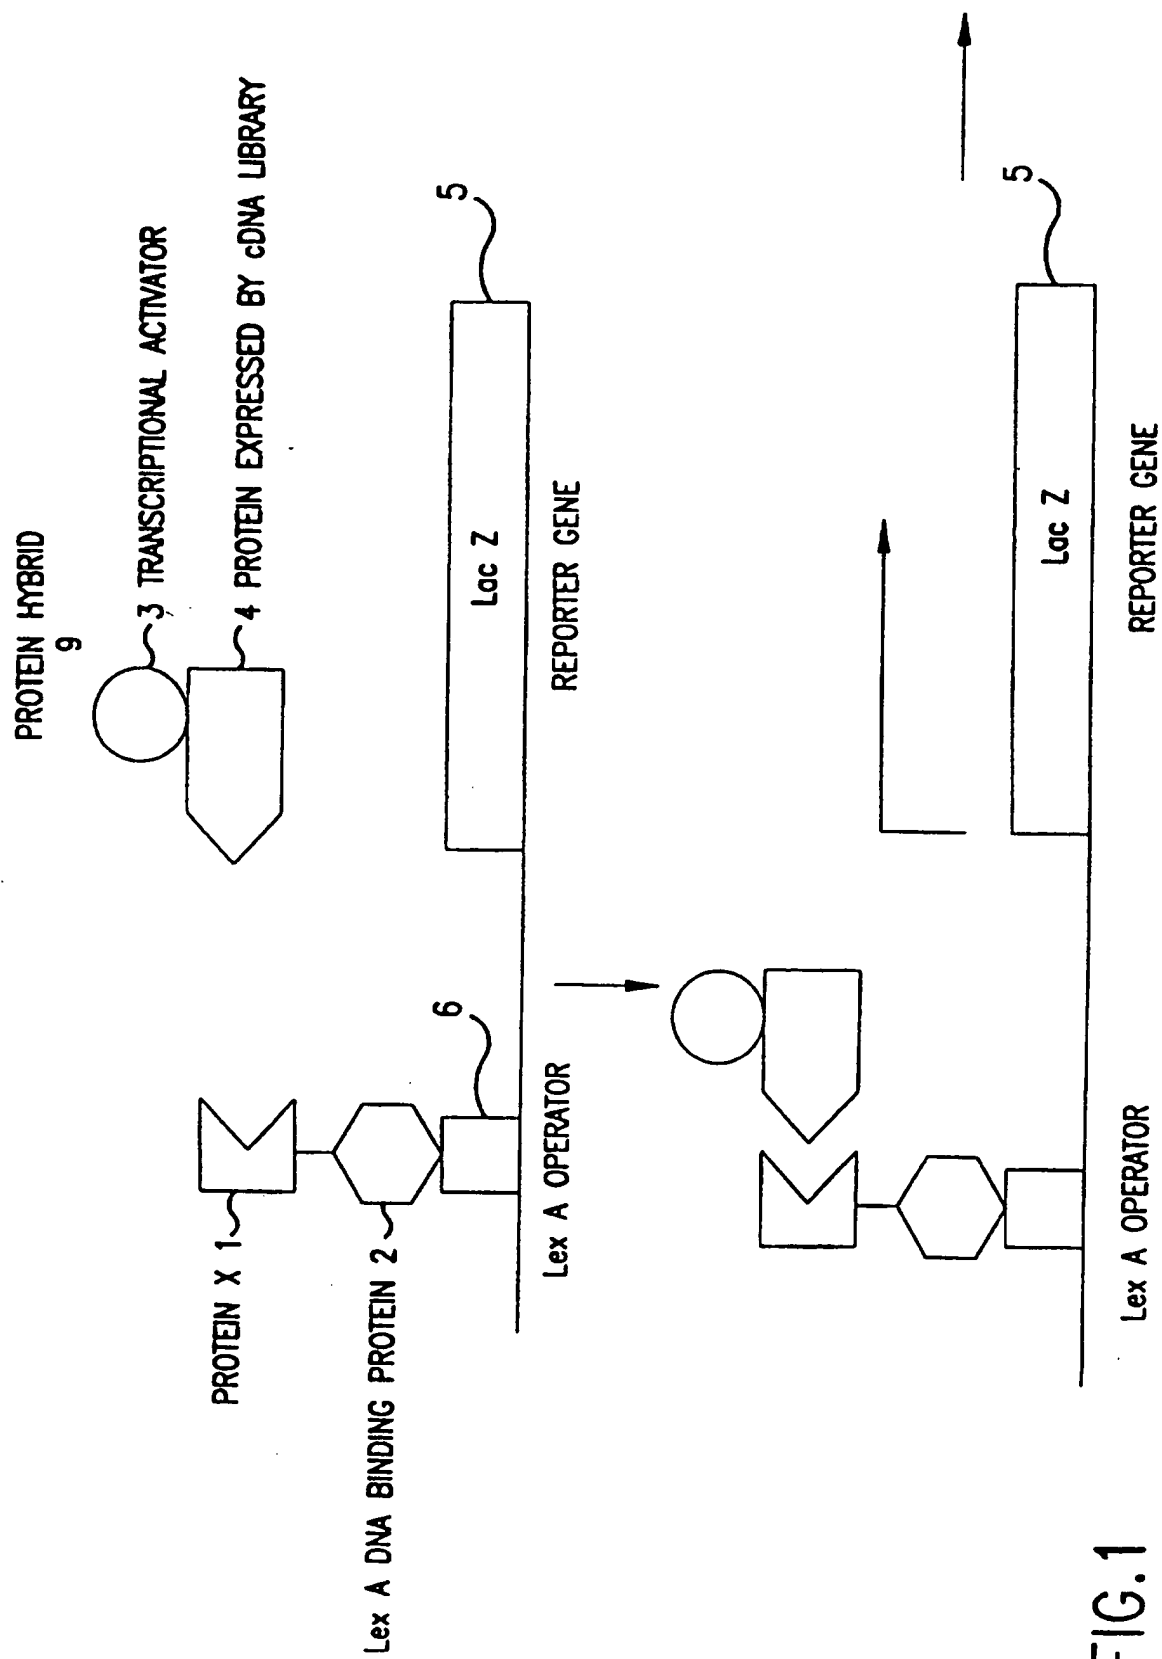 PROTEIN HYBRID
9
3 TRANSCRIPTIONAL ACTIVATOR
4 PROTEIN EXPRESSED BY cDNA LIBRARY
PROTEIN X 1
Lex A DNA BINDING PROTEIN 2
6
5
Lac Z
Lex A OPERATOR
REPORTER GENE
5
Lac Z
Lex A OPERATOR
REPORTER GENE
FIG.1